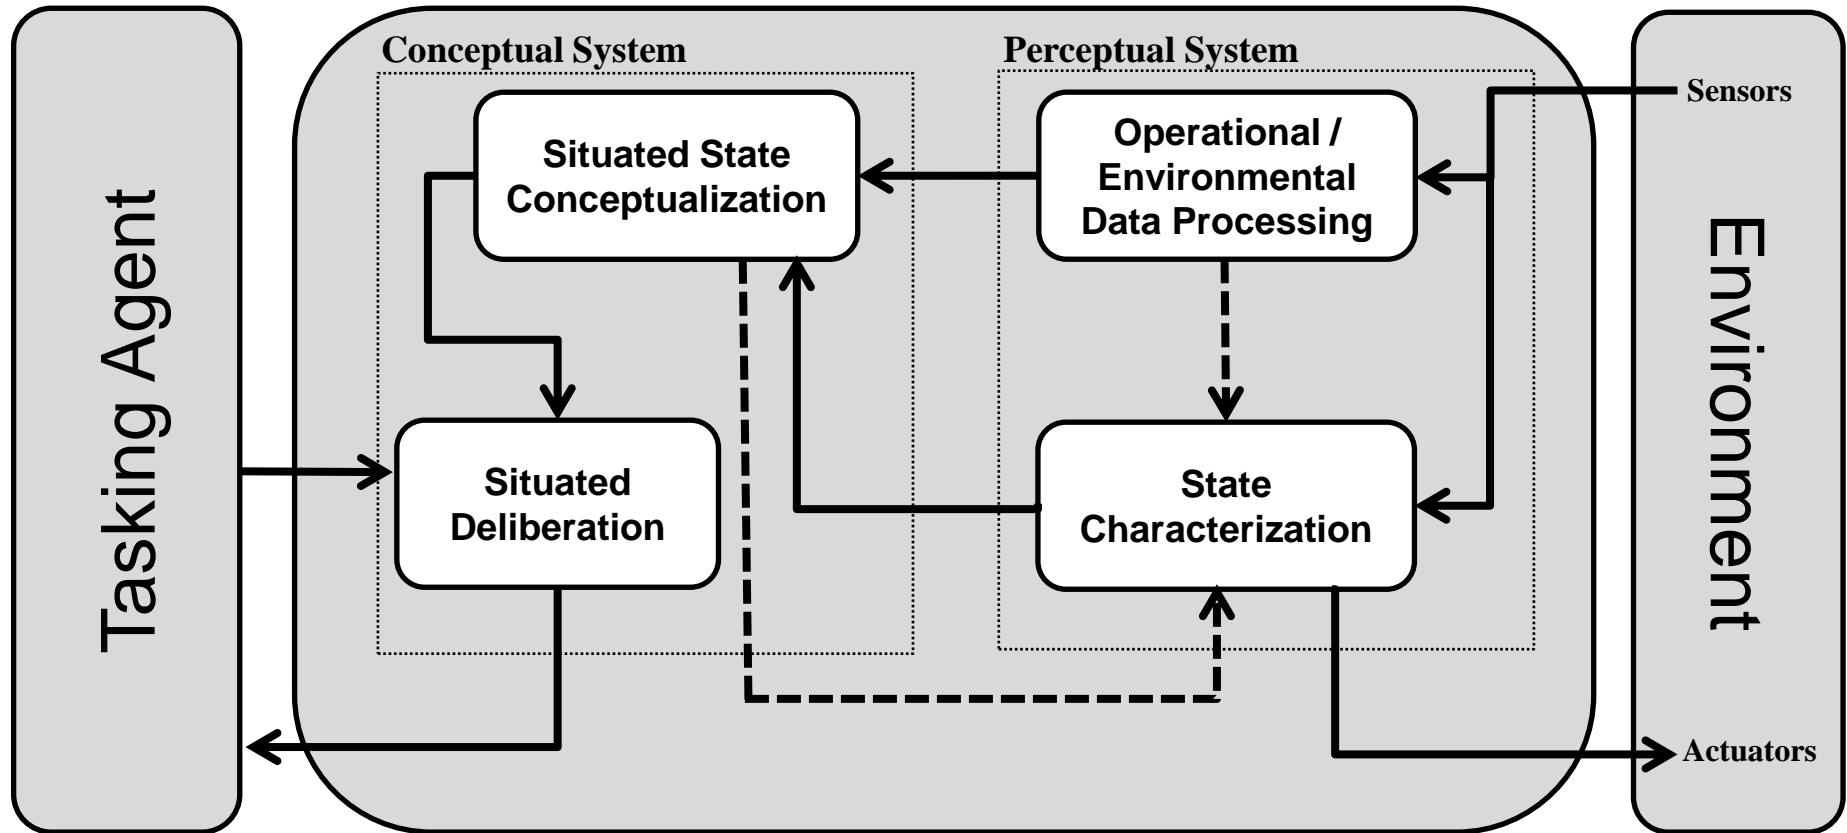 Tasking Agent
Conceptual System
Situated State
Conceptualization
Situated
Deliberation
Perceptual System
Operational /
Environmental
Data Processing
State
Characterization
Sensors
Environment
Actuators